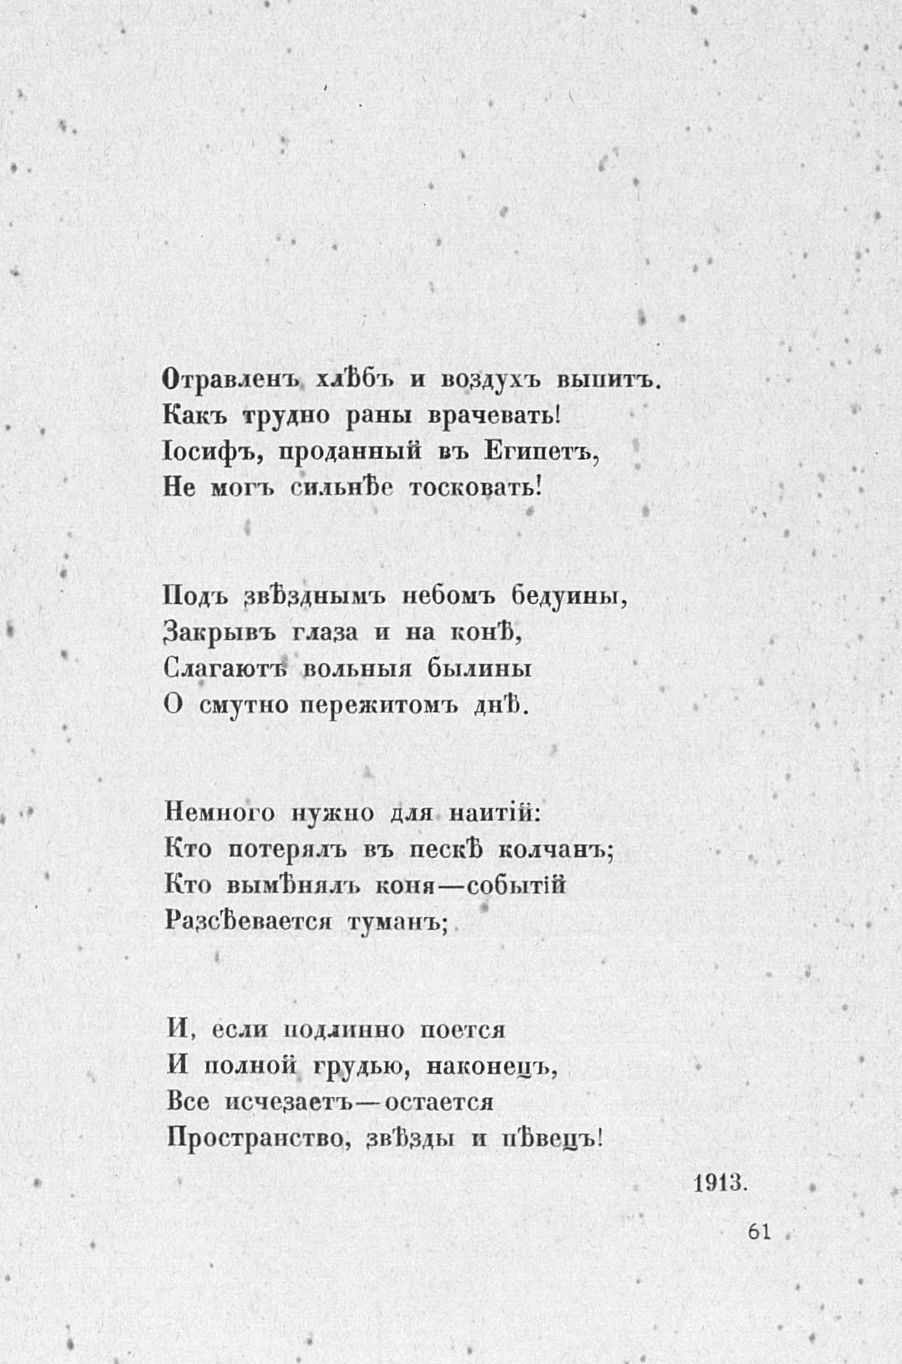 Отравленъ хлѣбъ и воздухъ выпитъ.
Какъ трудно раны врачевать!
Іосифъ, проданный въ Египетъ,
Не могъ сильнѣе тосковать!
Подъ звѣзднымъ небомъ бедуины,
Закрывъ глаза и на конѣ,
Слагаютъ вольныя былины
О смутно пережитомъ днѣ.
Немного нужно для наитій:
Кто потерялъ въ пескѣ колчанъ;
Кто вымѣнялъ коня—событій
Разсѣевается туманъ;
И, если подлинно поется
И полной грудью, наконецъ,
Все исчезаетъ—остается
Пространство, звѣзды и пѣвецъ!
1913.
61